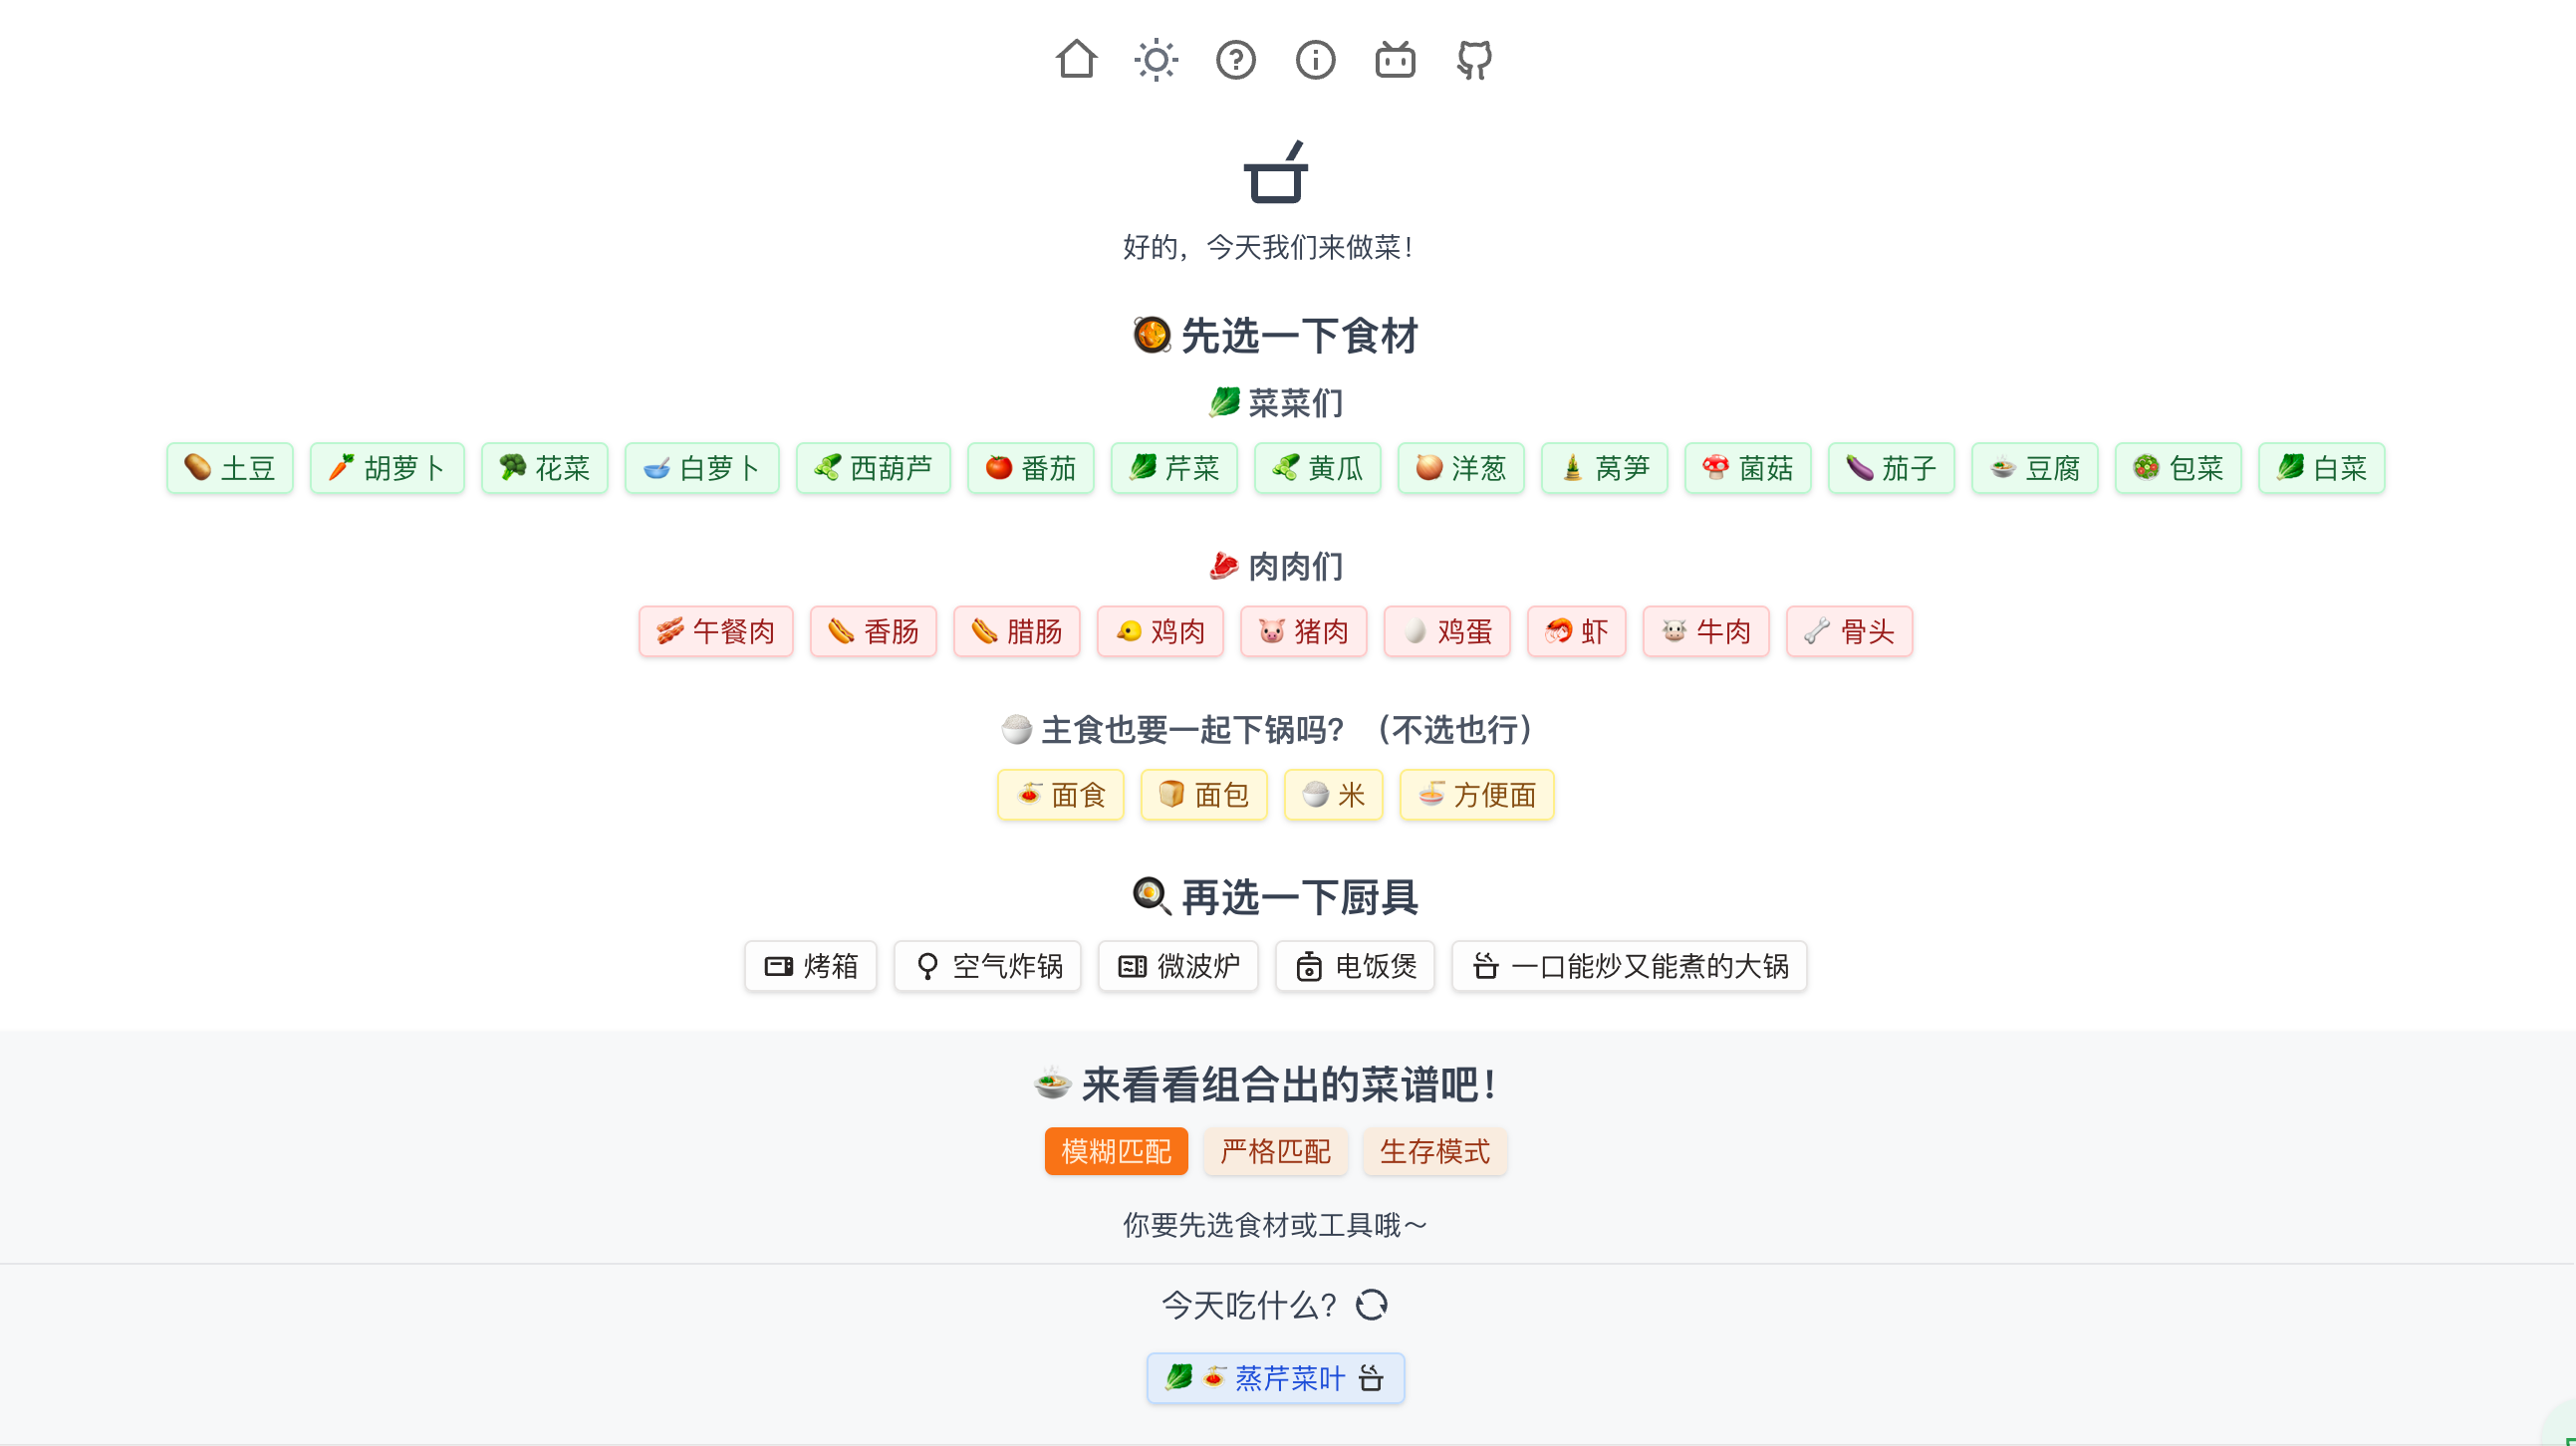 好的，今天我们来做菜！
🥘 先选一下食材
🥬 菜菜们
🥔 土豆 🥕 胡萝卜 🥦 花菜 🥣 白萝卜 🥒 西葫芦 🍅 番茄 🥬 芹菜 🥒 黄瓜 🧅 洋葱 🎍 莴笋 🍄 菌菇 🍆 茄子 🍲 豆腐 🥗 包菜 🥬 白菜
🥩 肉肉们
🥓 午餐肉 🌭 香肠 🌭 腊肠 🐤 鸡肉 🐷 猪肉 🥚 鸡蛋 🦐 虾 🐮 牛肉 🦴 骨头
🍚 主食也要一起下锅吗？（不选也行）
🍝 面食 🍞 面包 🍚 米 🍜 方便面
🍳 再选一下厨具
烤箱 空气炸锅 微波炉 电饭煲 一口能炒又能煮的大锅
🍲 来看看组合出的菜谱吧！
模糊匹配 严格匹配 生存模式
你要先选食材或工具哦～
今天吃什么？
🥬 🍝 蒸芹菜叶